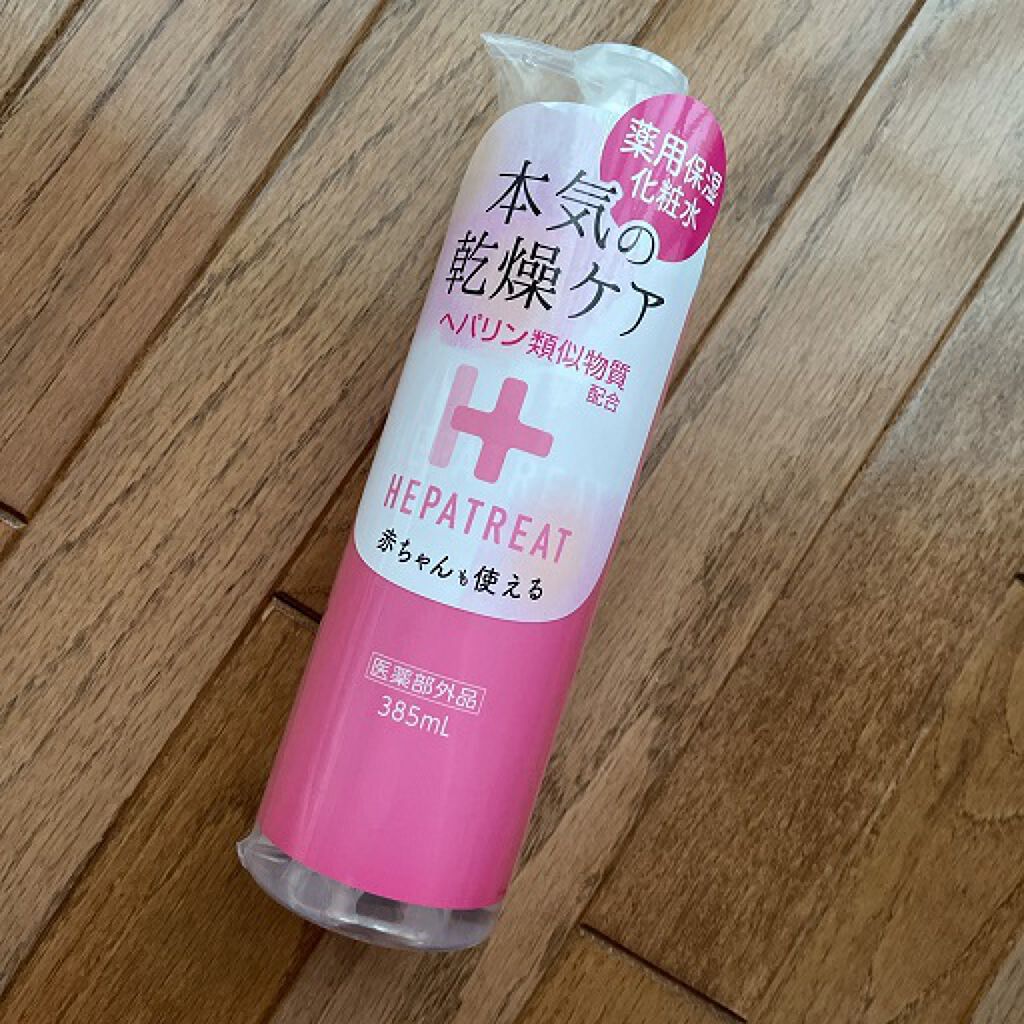 薬用保湿
化粧水
本気の
乾燥ケア
ヘパリン類似物質
配合
HEPATREAT
赤ちゃんも使える
医薬部外品
385mL